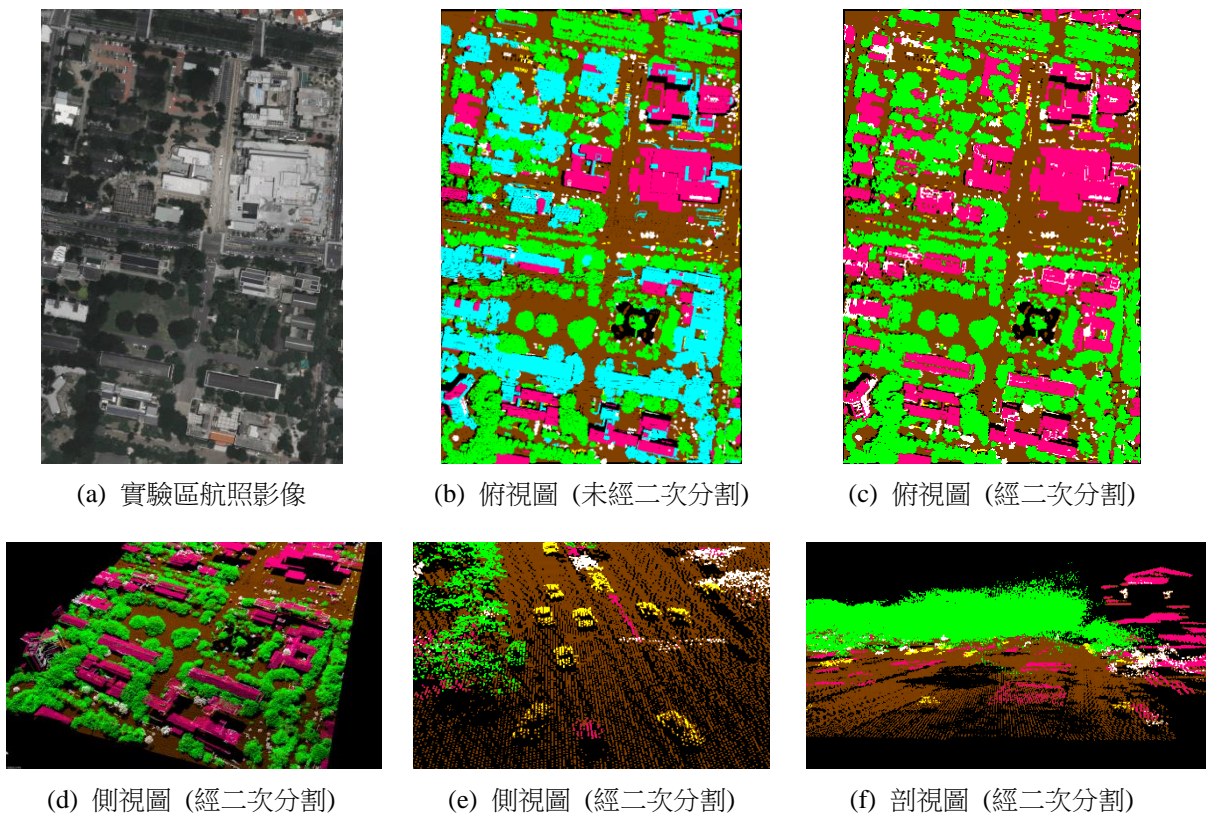 (a) 實驗區航照影像
(b) 俯視圖 (未經二次分割)
(c) 俯視圖 (經二次分割)
(d) 側視圖 (經二次分割)
(e) 側視圖 (經二次分割)
(f) 剖視圖 (經二次分割)